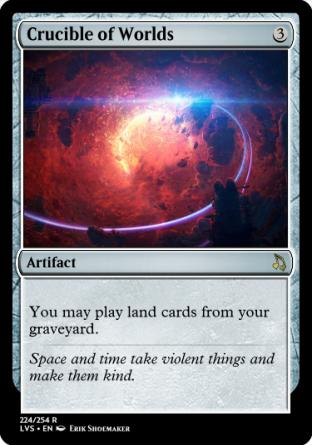 Crucible of Worlds 3
Artifact
You may play land cards from your
graveyard.
Space and time take violent things and
make them kind.
224/254 R
LVS • EN Erik Shoemaker